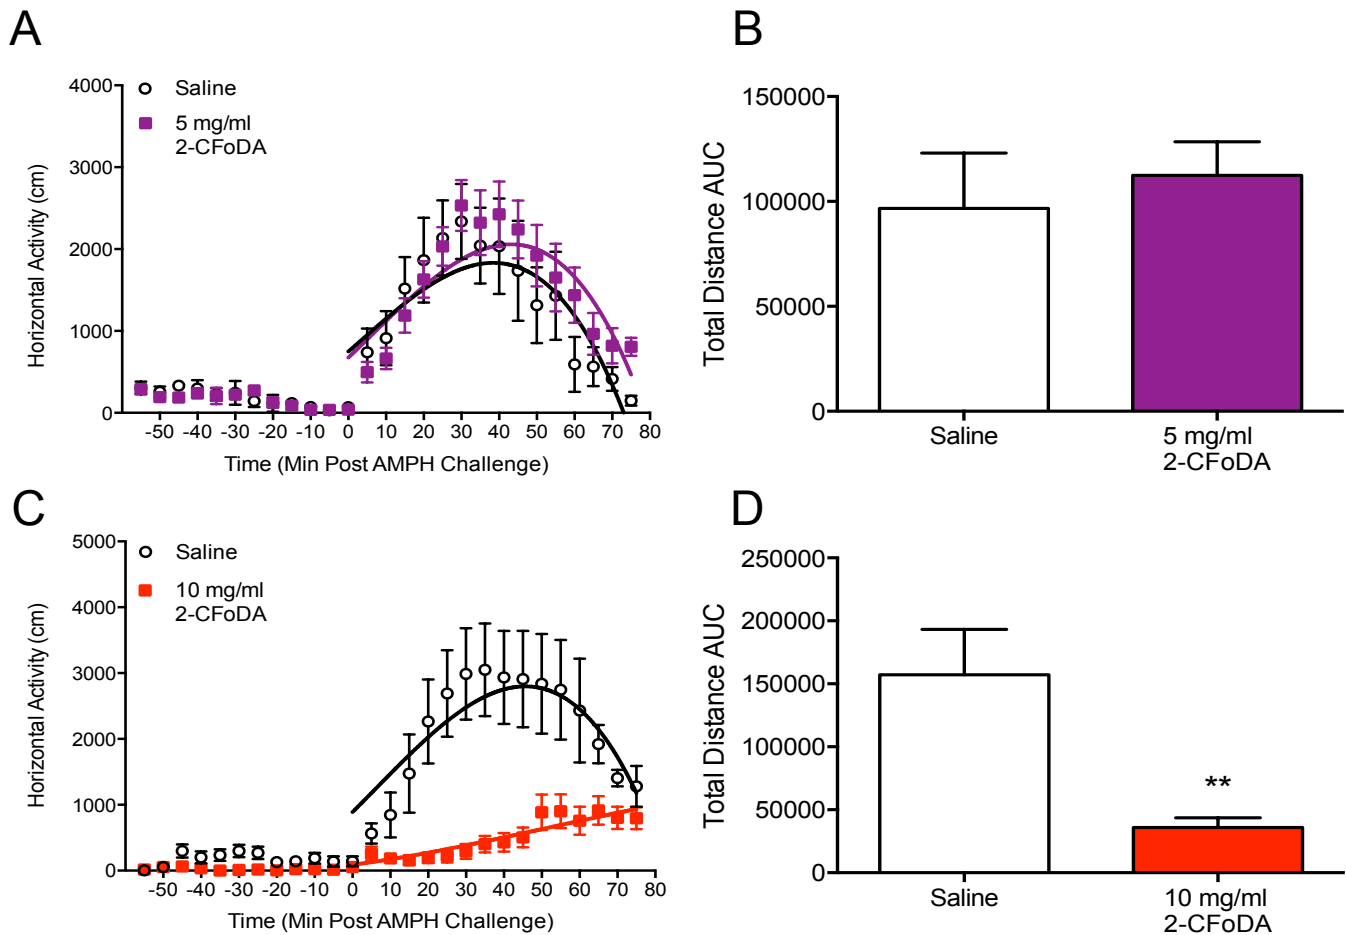 A
4000
3000
2000
1000
0
Horizontal Activity (cm)
Saline
5 mg/ml
2-CFoDA
-50 -40 -30 -20 -10 0 10 20 30 40 50 60 70 80
Time (Min Post AMPH Challenge)
B
150000
100000
50000
0
Total Distance AUC
Saline
5 mg/ml
2-CFoDA
C
5000
4000
3000
2000
1000
0
Horizontal Activity (cm)
Saline
10 mg/ml
2-CFoDA
-50 -40 -30 -20 -10 0 10 20 30 40 50 60 70 80
Time (Min Post AMPH Challenge)
D
250000
200000
150000
100000
50000
0
Total Distance AUC
**
Saline
10 mg/ml
2-CFoDA